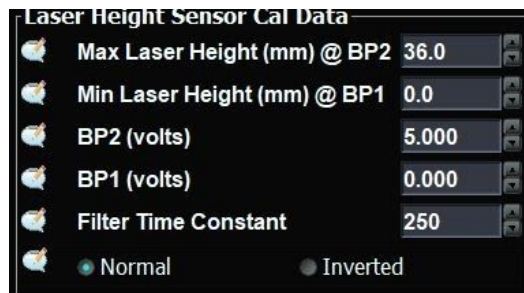 Laser Height Sensor Cal Data
Max Laser Height (mm) @ BP2 36.0
Min Laser Height (mm) @ BP1 0.0
BP2 (volts) 5.000
BP1 (volts) 0.000
Filter Time Constant 250
Normal Inverted